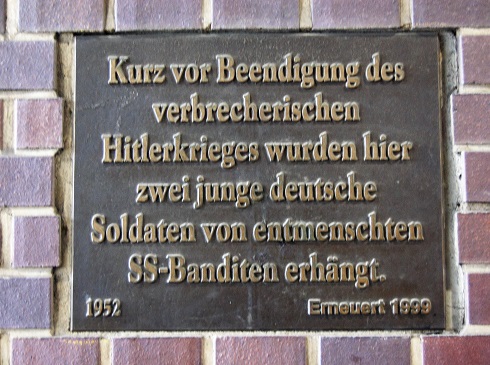 Kurz vor Beendigung des
verbrecherischen
Hitlerkrieges wurden hier
zwei junge deutsche
Soldaten von entmenschten
SS-Banditen erhängt.
1952 Erneuert 1999